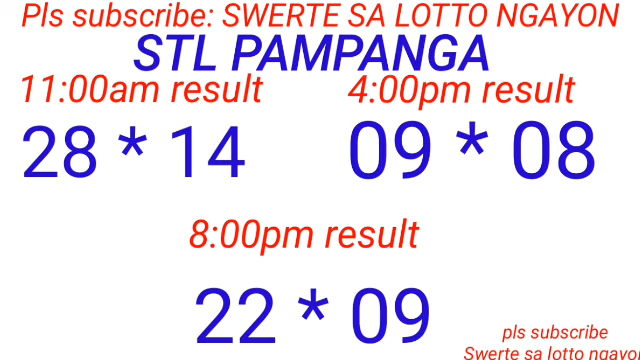 Pls subscribe: SWERTE SA LOTTO NGAYON
STL PAMPANGA
11:00am result 4:00pm result
28 * 14 09 * 08
8:00pm result
22 * 09
pls subscribe
Swerte sa lotto ngayon